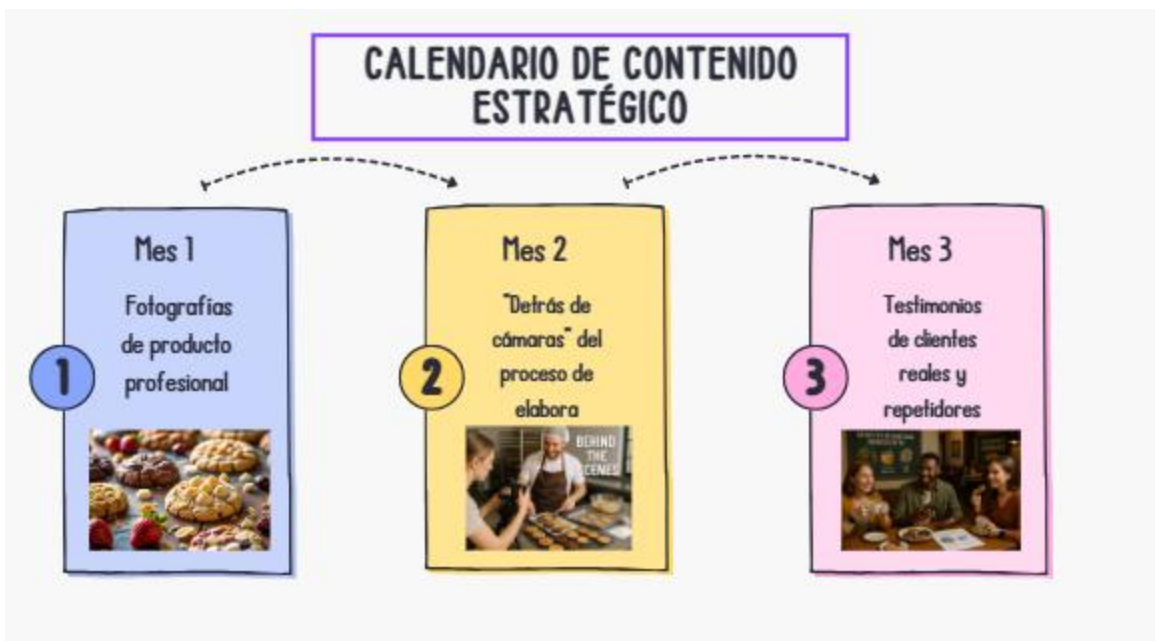 CALENDARIO DE CONTENIDO
ESTRATÉGICO
Mes 1
Fotografías
de producto
profesional
1
Mes 2
"Detrás de
cámaras" del
proceso de
elabora
2
BEHIND
THE
SCENES
Mes 3
Testimonios
de clientes
reales y
repetidores
3